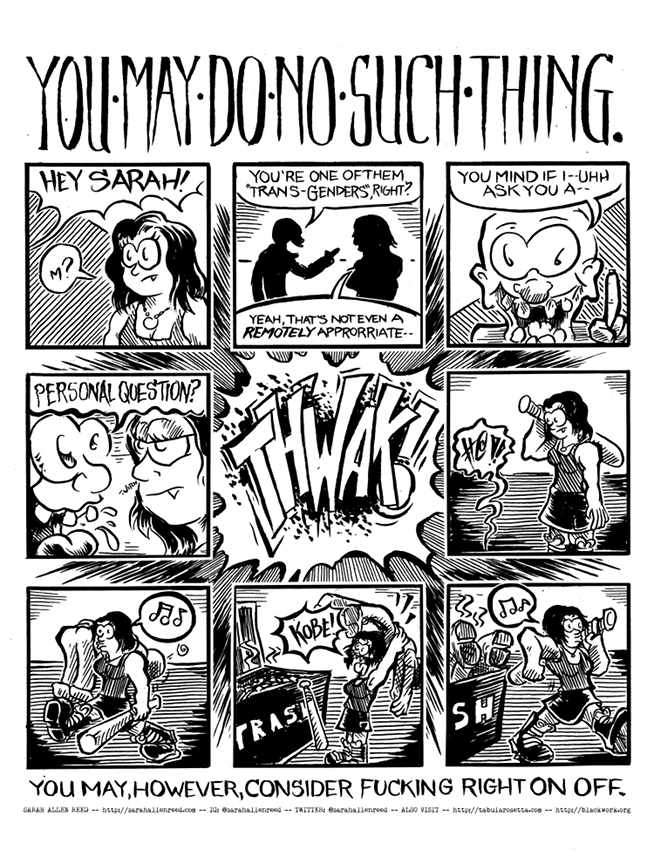 YOU·MAY·DO·NO·SUCH·THING.
HEY SARAH!
M?
YOU'RE ONE OF THEM
"TRANS-GENDERS", RIGHT?
YEAH, THAT'S NOT EVEN A
REMOTELY APPRORRIATE--
YOU MIND IF I--UHH
ASK YOU A--
PERSONAL QUESTION?
TWITCH
THWAK!
#@!!
KOBE!
TRASH
SH
YOU MAY, HOWEVER, CONSIDER FUCKING RIGHT ON OFF.
SARAH ALLEN REED -- http://sarahallenreed.com -- IG: @sarahallenreed -- TWITTER: @sarahallenreed -- ALSO VISIT -- http://tabularosetta.com -- http://blackwork.org